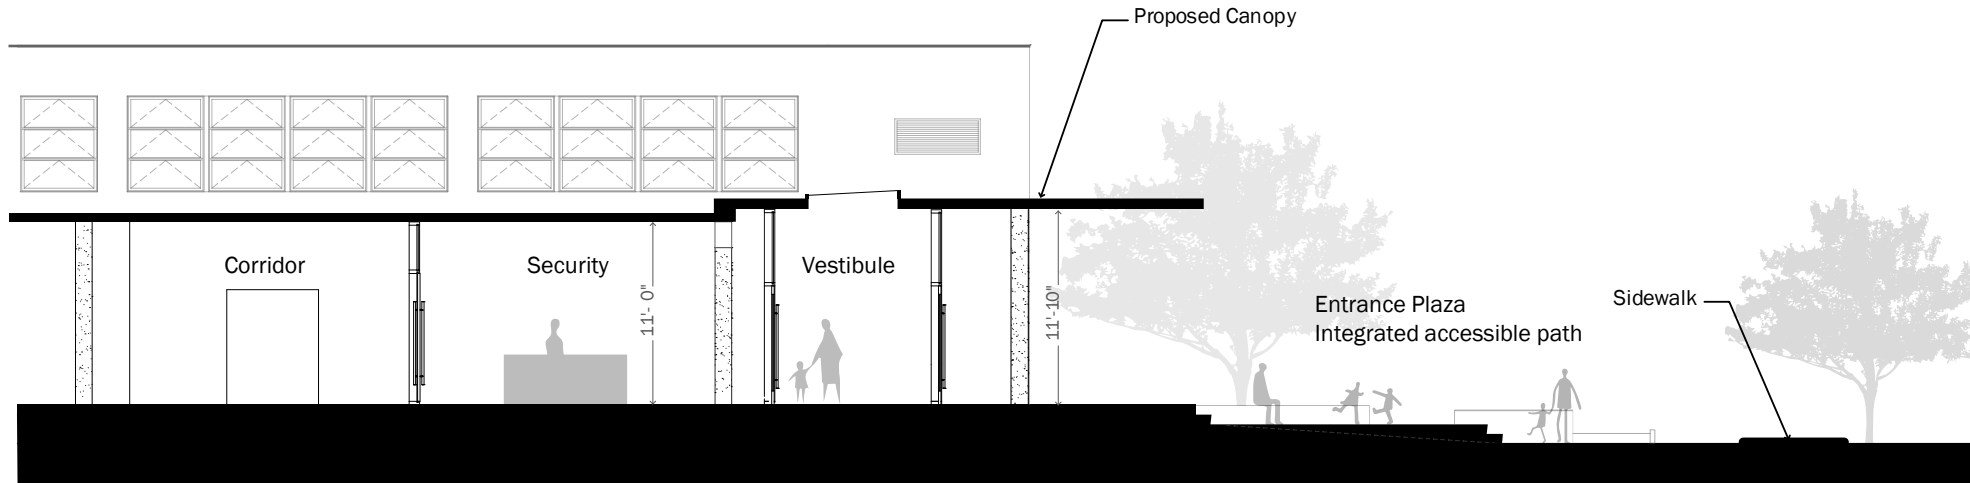 Proposed Canopy
Corridor
Security
11'- 0"
Vestibule
11'-10"
Entrance Plaza
Integrated accessible path
Sidewalk